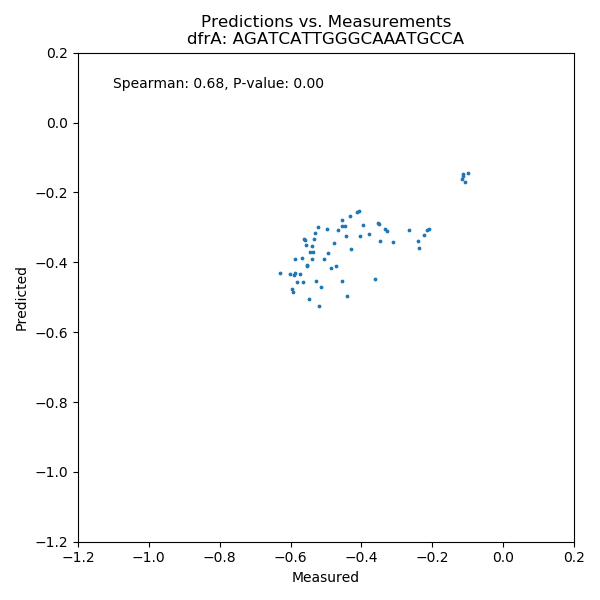 Predictions vs. Measurements
dfrA: AGATCATTGGGCAAATGCCA
Spearman: 0.68, P-value: 0.00
0.2
0.0
−0.2
−0.4
−0.6
−0.8
−1.0
−1.2
Predicted
−1.2 −1.0 −0.8 −0.6 −0.4 −0.2 0.0 0.2
Measured